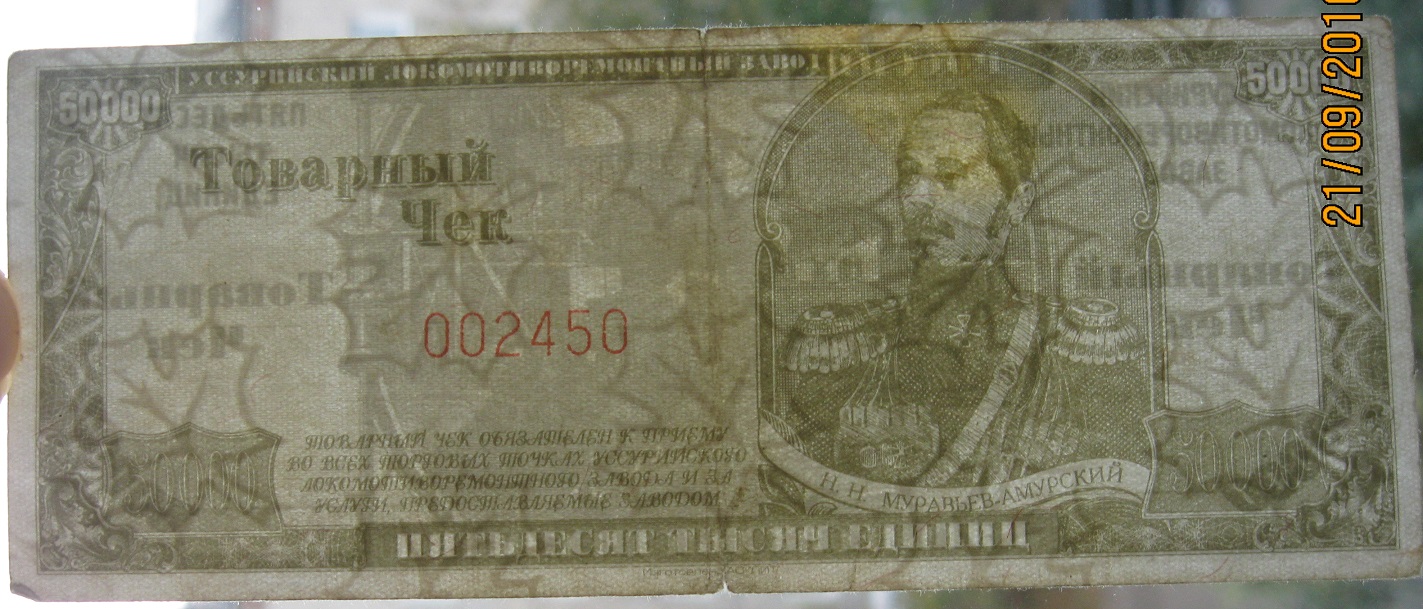 УССУРИЙСКИЙ ЛОКОМОТИВОРЕМОНТНЫЙ ЗАВОД
50000
50000
Товарный
Чек
002450
ТОВАРНЫЙ ЧЕК ОБЯЗАТЕЛЕН К ПРИЕМУ
ВО ВСЕХ ТОРГОВЫХ ТОЧКАХ УССУРИЙСКОГО
ЛОКОМОТИВОРЕМОНТНОГО ЗАВОДА И ЗА
УСЛУГИ, ПРЕДОСТАВЛЯЕМЫЕ ЗАВОДОМ
Н. Н. МУРАВЬЕВ-АМУРСКИЙ
50000
50000
ПЯТЬДЕСЯТ ТЫСЯЧ ЕДИНИЦ
21/09/2010